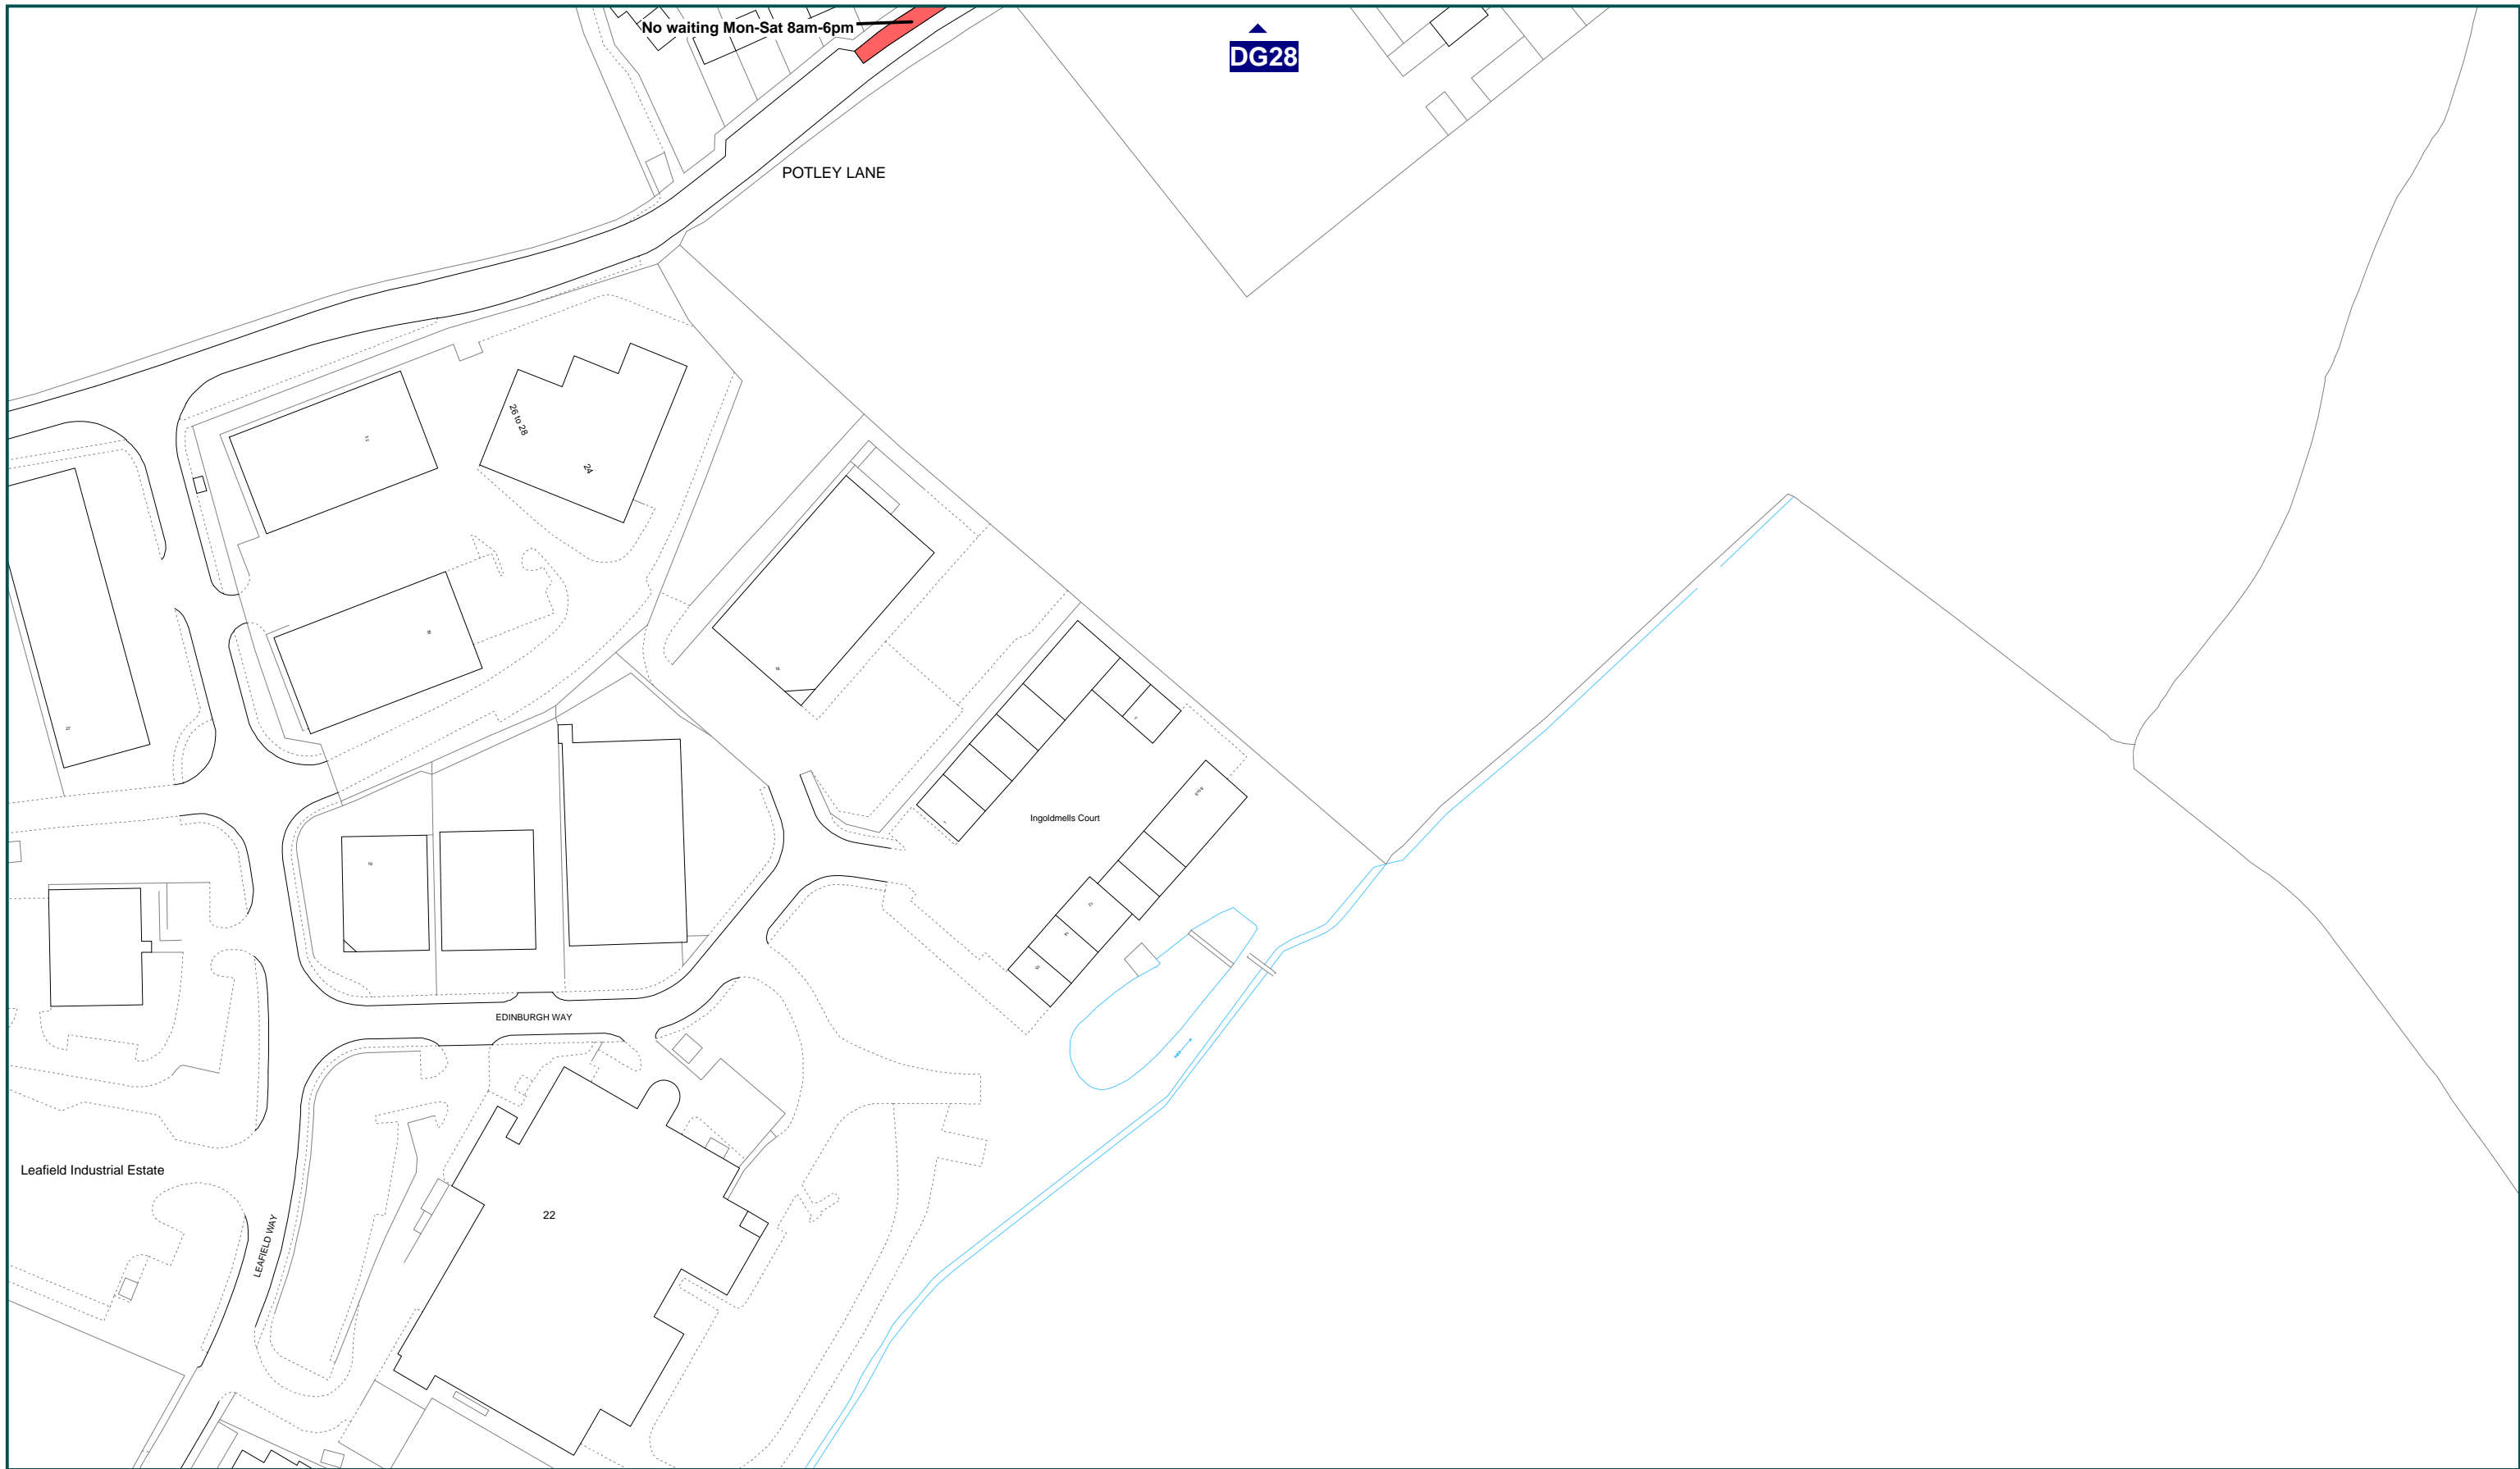 No waiting Mon-Sat 8am-6pm
DG28
POTLEY LANE
26 to 28
24
Ingoldmells Court
EDINBURGH WAY
Leafield Industrial Estate
LEAFIELD WAY
22